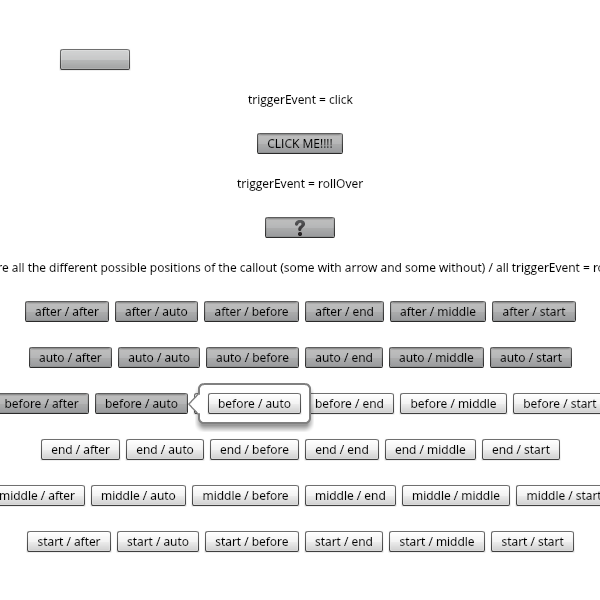 triggerEvent = click
CLICK ME!!!!
triggerEvent = rollOver
?
re all the different possible positions of the callout (some with arrow and some without) / all triggerEvent = ro
after / after after / auto after / before after / end after / middle after / start
auto / after auto / auto auto / before auto / end auto / middle auto / start
before / after before / auto before / auto before / end before / middle before / start
end / after end / auto end / before end / end end / middle end / start
middle / after middle / auto middle / before middle / end middle / middle middle / start
start / after start / auto start / before start / end start / middle start / start